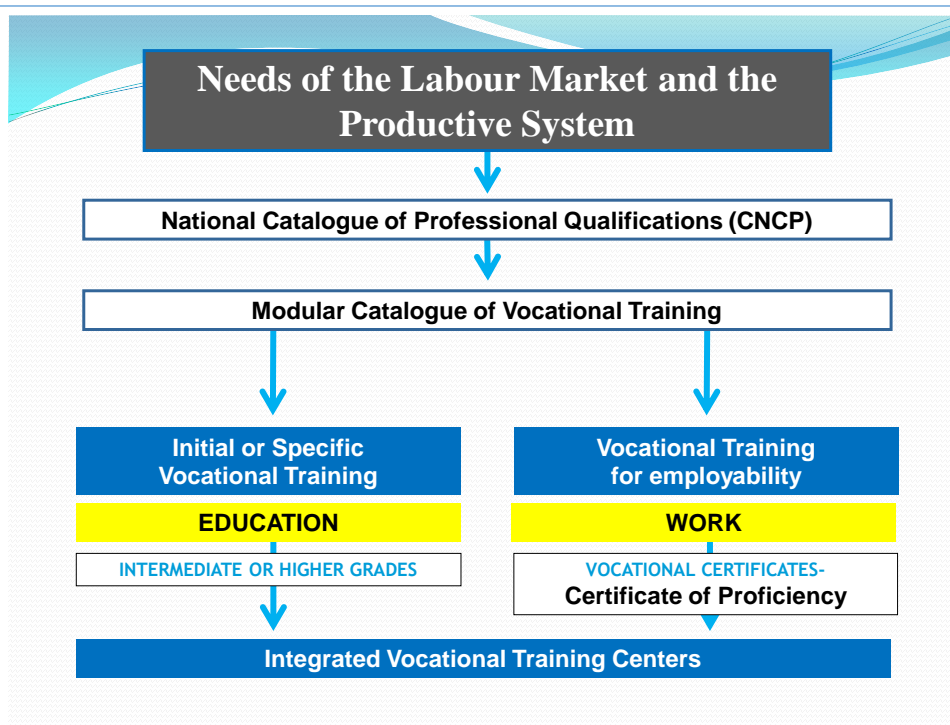 Needs of the Labour Market and the
Productive System
National Catalogue of Professional Qualifications (CNCP)
Modular Catalogue of Vocational Training
Initial or Specific
Vocational Training
EDUCATION
INTERMEDIATE OR HIGHER GRADES
Vocational Training
for employability
WORK
VOCATIONAL CERTIFICATES-
Certificate of Proficiency
Integrated Vocational Training Centers